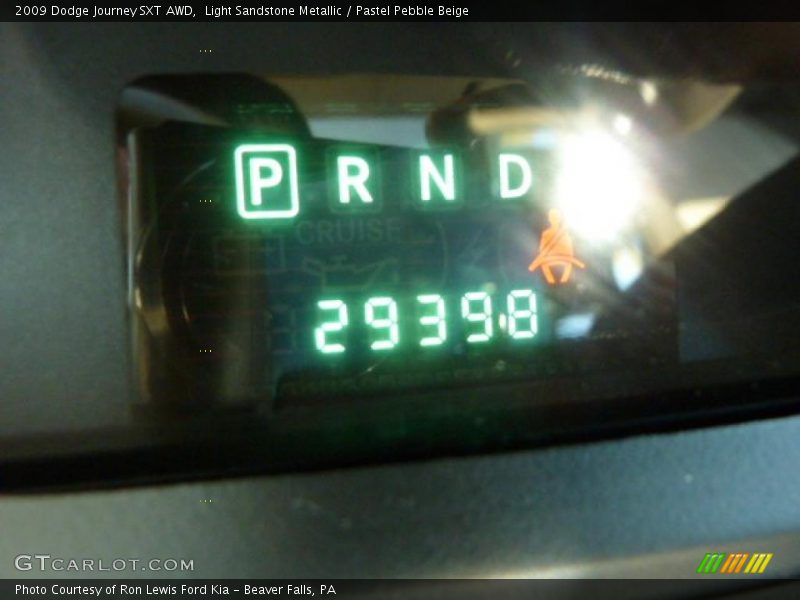 2009 Dodge Journey SXT AWD,  Light Sandstone Metallic / Pastel Pebble Beige
P R N D
CRUISE
29398
GTCARLOT.COM
Photo Courtesy of Ron Lewis Ford Kia - Beaver Falls, PA